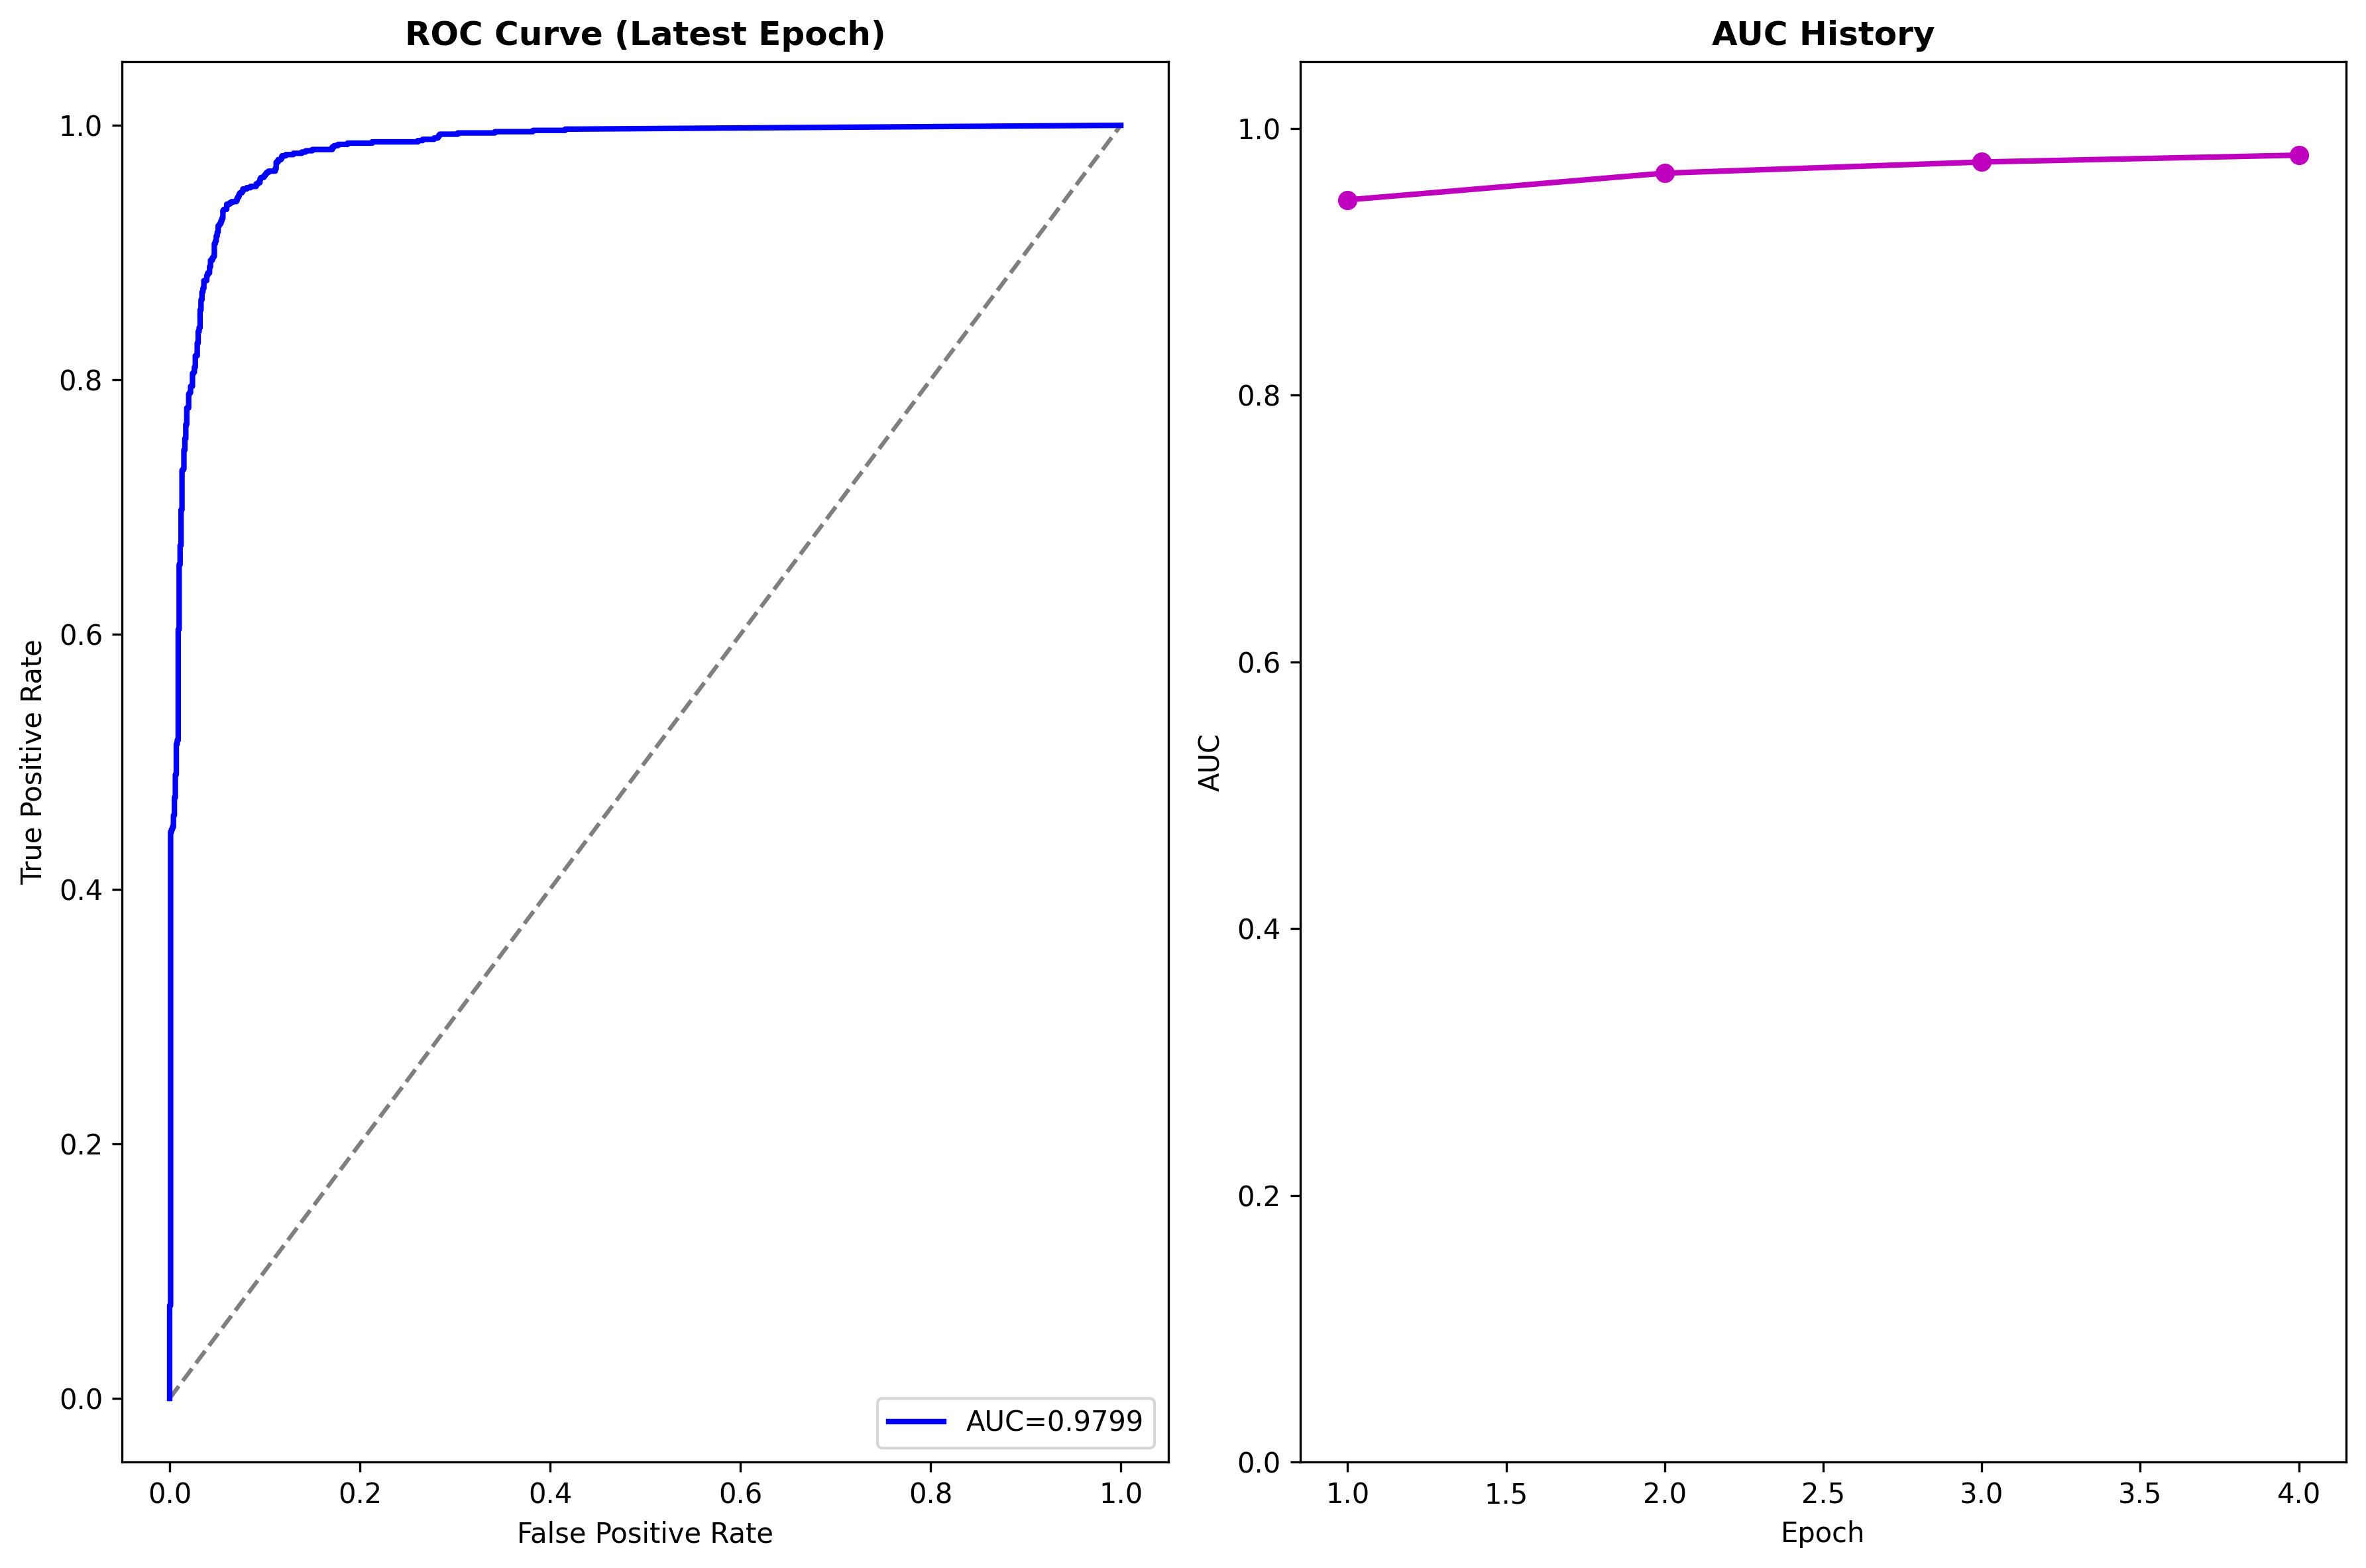 ROC Curve (Latest Epoch)
True Positive Rate
1.0
0.8
0.6
0.4
0.2
0.0
AUC=0.9799
0.0 0.2 0.4 0.6 0.8 1.0
False Positive Rate
AUC History
AUC
1.0
0.8
0.6
0.4
0.2
0.0
1.0 1.5 2.0 2.5 3.0 3.5 4.0
Epoch